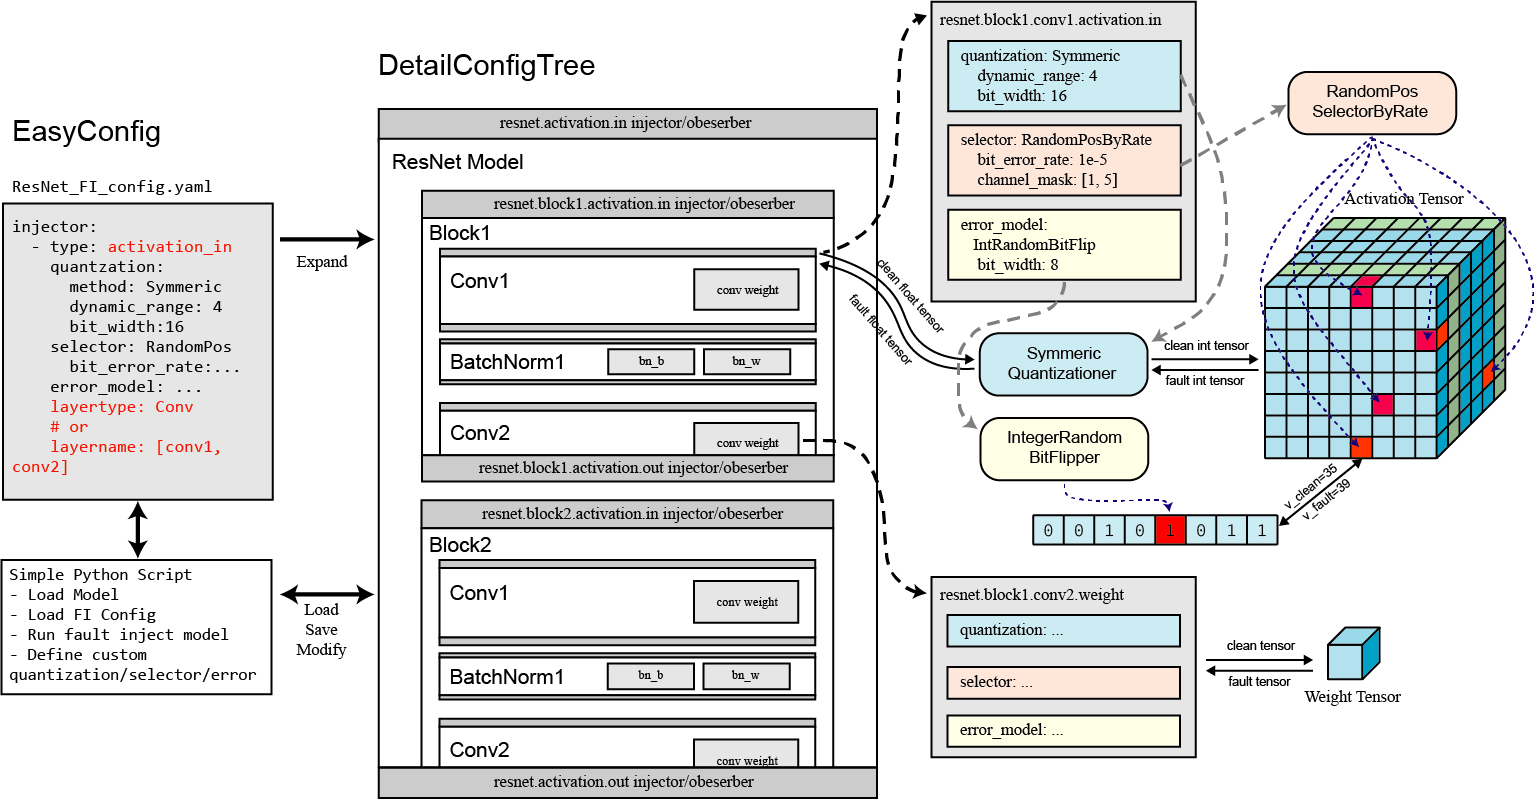 EasyConfig
ResNet_FI_config.yaml
injector:
- type: activation_in
quantzation:
method: Symmeric
dynamic_range: 4
bit_width:16
selector: RandomPos
bit_error_rate:...
error_model: ...
layertype: Conv
# or
layername: [conv1,
conv2]
Simple Python Script
- Load Model
- Load FI Config
- Run fault inject model
- Define custom
quantization/selector/error
Expand
Load
Save
Modify
DetailConfigTree
resnet.activation.in injector/obeserber
ResNet Model
resnet.block1.activation.in injector/obeserber
Block1
Conv1
conv weight
BatchNorm1
bn_b
bn_w
Conv2
conv weight
resnet.block1.activation.out injector/obeserber
resnet.block2.activation.in injector/obeserber
Block2
Conv1
conv weight
BatchNorm1
bn_b
bn_w
Conv2
conv weight
resnet.activation.out injector/obeserber
resnet.block1.conv1.activation.in
quantization: Symmeric
dynamic_range: 4
bit_width: 16
selector: RandomPosByRate
bit_error_rate: 1e-5
channel_mask: [1, 5]
error_model:
IntRandomBitFlip
bit_width: 8
clean float tensor
fault float tensor
Symmeric
Quantizationer
clean int tensor
fault int tensor
RandomPos
SelectorByRate
Activation Tensor
IntegerRandom
BitFlipper
v_clean=35
v_fault=39
0 0 1 0 1 0 1 1
resnet.block1.conv2.weight
quantization: ...
selector: ...
error_model: ...
clean tensor
fault tensor
Weight Tensor